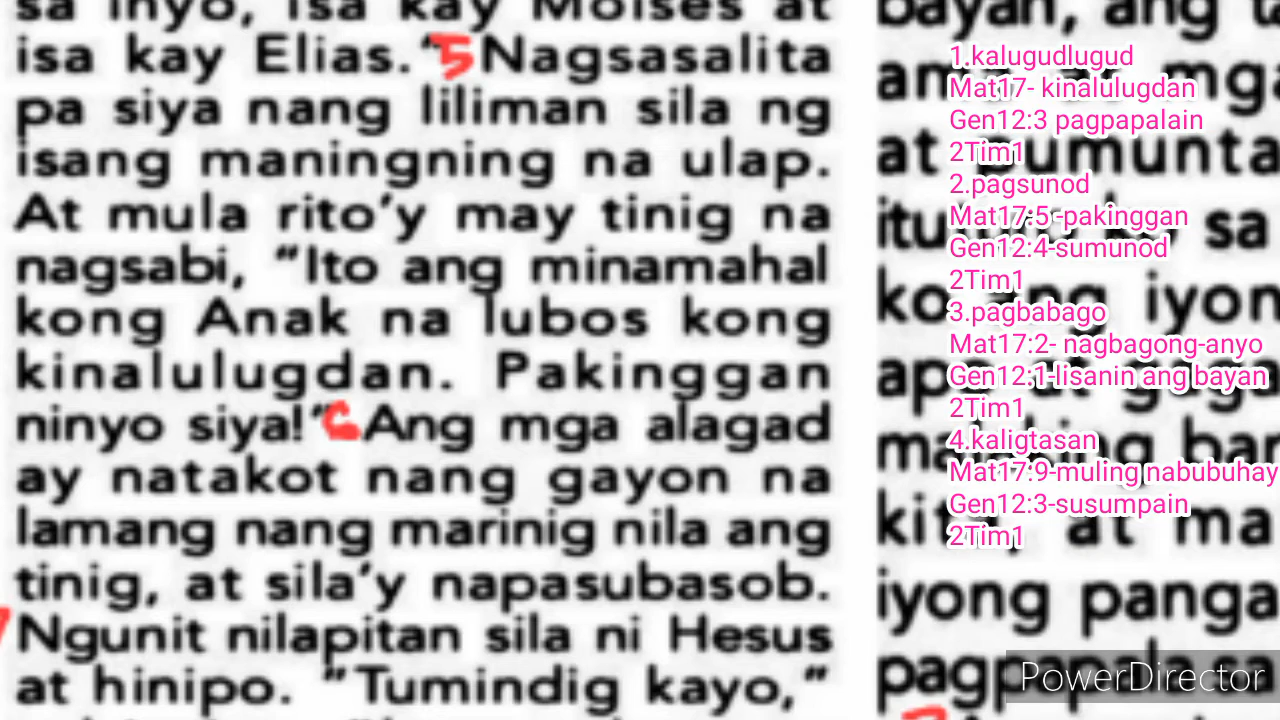 sa inyo, isa kay Moises at
isa kay Elias.” 5 Nagsasalita
pa siya nang liliman sila ng
isang maningning na ulap.
At mula rito’y may tinig na
nagsabi, “Ito ang minamahal
kong Anak na lubos kong
kinalulugdan. Pakinggan
ninyo siya!” 6 Ang mga alagad
ay natakot nang gayon na
lamang nang marinig nila ang
tinig, at sila’y napasubasob.
Ngunit nilapitan sila ni Hesus
at hinipo. “Tumindig kayo,”
bayan, ang
at pumunta
sa
ko ang iyon
at ma
iyong panga
1.kalugudlugud
Mat17- kinalulugdan
Gen12:3 pagpapalain
2Tim1
2.pagsunod
Mat17:5-pakinggan
Gen12:4-sumunod
2Tim1
3.pagbabago
Mat17:2- nagbagong-anyo
Gen12:1-lisanin ang bayan
2Tim1
4.kaligtasan
Mat17:9-muling nabubuhay
Gen12:3-susumpain
2Tim1
PowerDirector